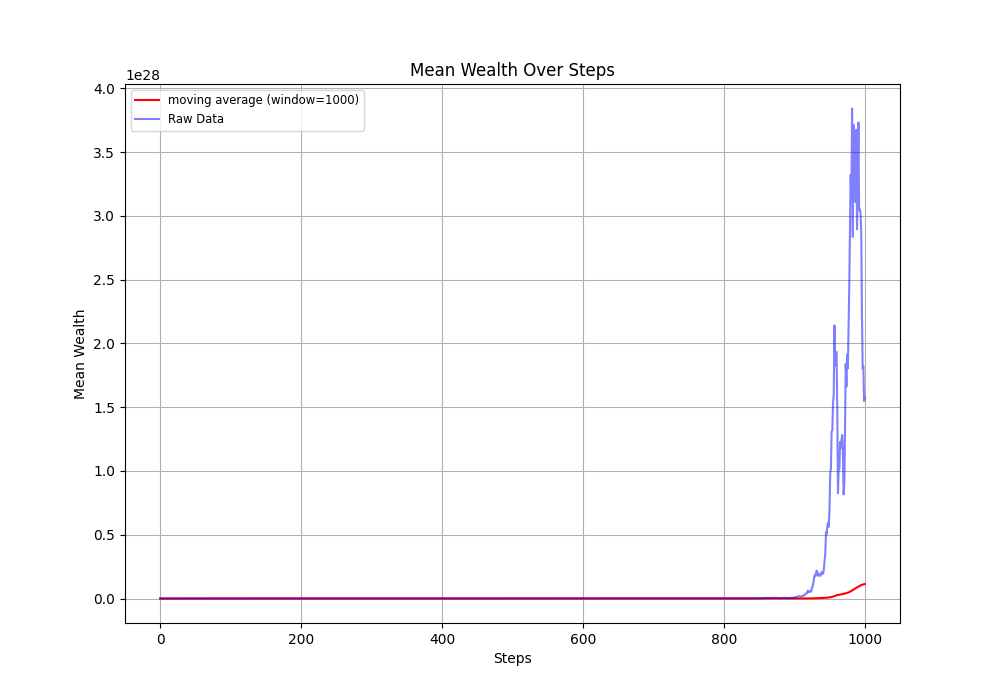 Mean Wealth Over Steps
1e28
moving average (window=1000)
Raw Data
4.0
3.5
3.0
2.5
2.0
1.5
1.0
0.5
0.0
Mean Wealth
0 200 400 600 800 1000
Steps